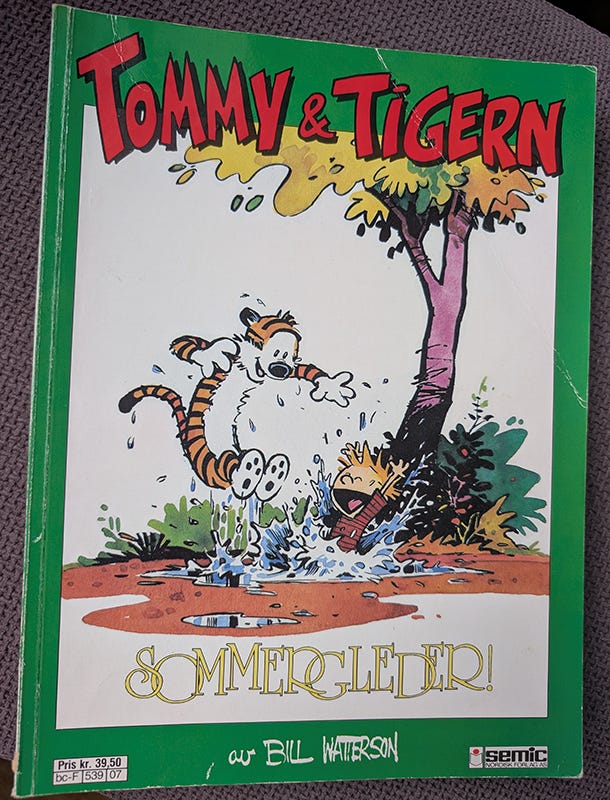 TOMMY & TIGERN
SOMMERGLEDER!
av BILL WATTERSON
Pris kr. 39,50
bc-F 539 07
semic
NORDISK FORLAG AS